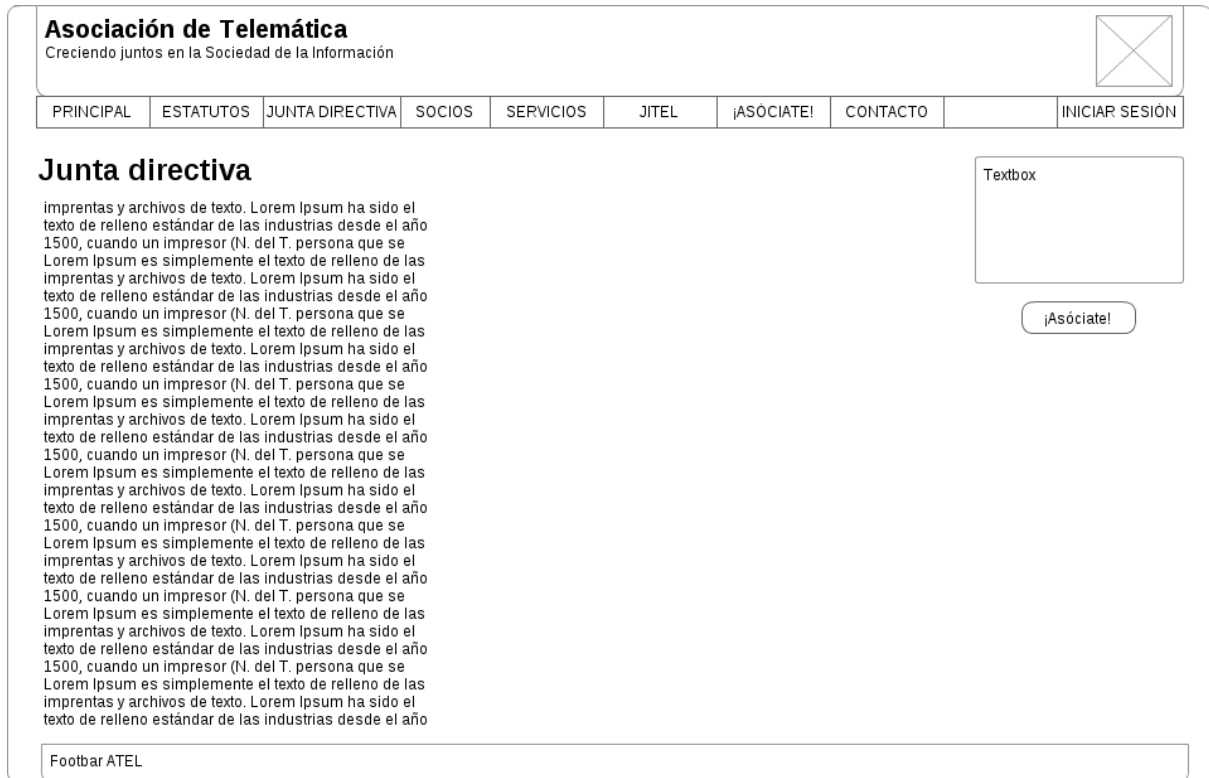 Asociación de Telemática
Creciendo juntos en la Sociedad de la Información
PRINCIPAL ESTATUTOS JUNTA DIRECTIVA SOCIOS SERVICIOS JITEL ¡ASÓCIATE! CONTACTO INICIAR SESIÓN
Junta directiva
imprentas y archivos de texto. Lorem Ipsum ha sido el
texto de relleno estándar de las industrias desde el año
1500, cuando un impresor (N. del T. persona que se
Lorem Ipsum es simplemente el texto de relleno de las
imprentas y archivos de texto. Lorem Ipsum ha sido el
texto de relleno estándar de las industrias desde el año
1500, cuando un impresor (N. del T. persona que se
Lorem Ipsum es simplemente el texto de relleno de las
imprentas y archivos de texto. Lorem Ipsum ha sido el
texto de relleno estándar de las industrias desde el año
1500, cuando un impresor (N. del T. persona que se
Lorem Ipsum es simplemente el texto de relleno de las
imprentas y archivos de texto. Lorem Ipsum ha sido el
texto de relleno estándar de las industrias desde el año
1500, cuando un impresor (N. del T. persona que se
Lorem Ipsum es simplemente el texto de relleno de las
imprentas y archivos de texto. Lorem Ipsum ha sido el
texto de relleno estándar de las industrias desde el año
1500, cuando un impresor (N. del T. persona que se
Lorem Ipsum es simplemente el texto de relleno de las
imprentas y archivos de texto. Lorem Ipsum ha sido el
texto de relleno estándar de las industrias desde el año
1500, cuando un impresor (N. del T. persona que se
Lorem Ipsum es simplemente el texto de relleno de las
imprentas y archivos de texto. Lorem Ipsum ha sido el
texto de relleno estándar de las industrias desde el año
1500, cuando un impresor (N. del T. persona que se
Lorem Ipsum es simplemente el texto de relleno de las
imprentas y archivos de texto. Lorem Ipsum ha sido el
texto de relleno estándar de las industrias desde el año
Textbox
¡Asóciate!
Footbar ATEL